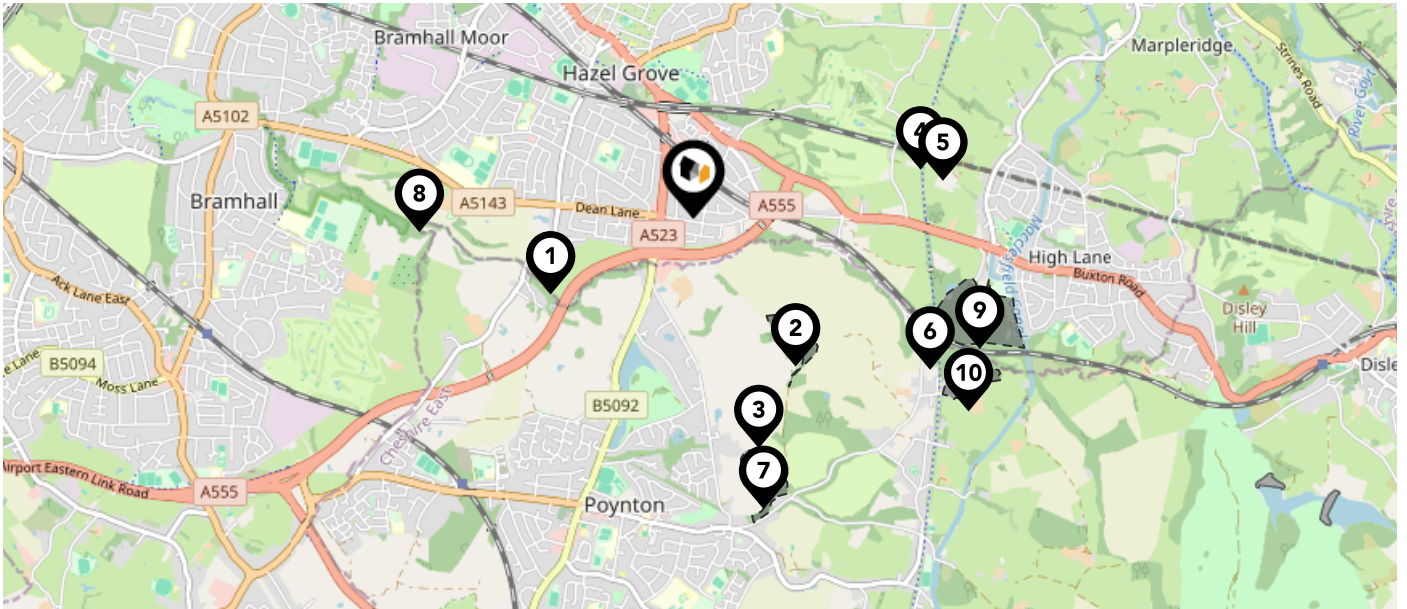 Bramhall Moor
Marpleridge
Strines Road
River Goyt
Hazel Grove
A5102
4
5
8
A5143
Bramhall
Dean Lane
A555
A523
1
High Lane
Buxton Road
Ack Lane East
Disley
Hill
9
2
6
B5094
Moss Lane
10
Disle
B5092
3
Cheshire East
7
Airport Eastern Link Road
A555
Poynton